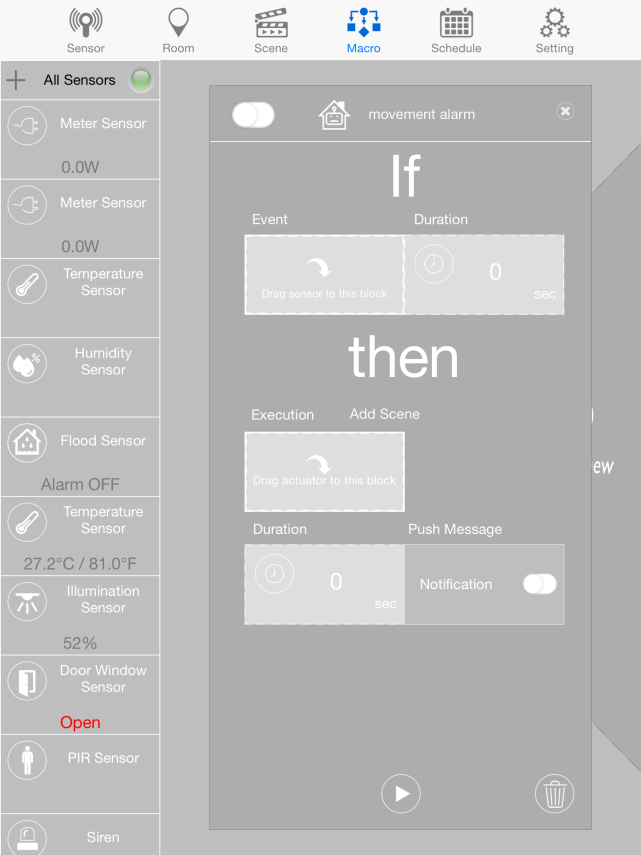 Sensor
Room
Scene
Macro
Schedule
Setting
All Sensors
Meter Sensor
0.0W
Meter Sensor
0.0W
Temperature
Sensor
%
Humidity
Sensor
Flood Sensor
Alarm OFF
Temperature
Sensor
27.2°C / 81.0°F
Illumination
Sensor
52%
Door Window
Sensor
Open
PIR Sensor
Siren
movement alarm
If
Event
Duration
Drag sensor to this block
0
sec
then
Execution
Add Scene
Drag actuator to this block
Duration
Push Message
0
sec
Notification
ew